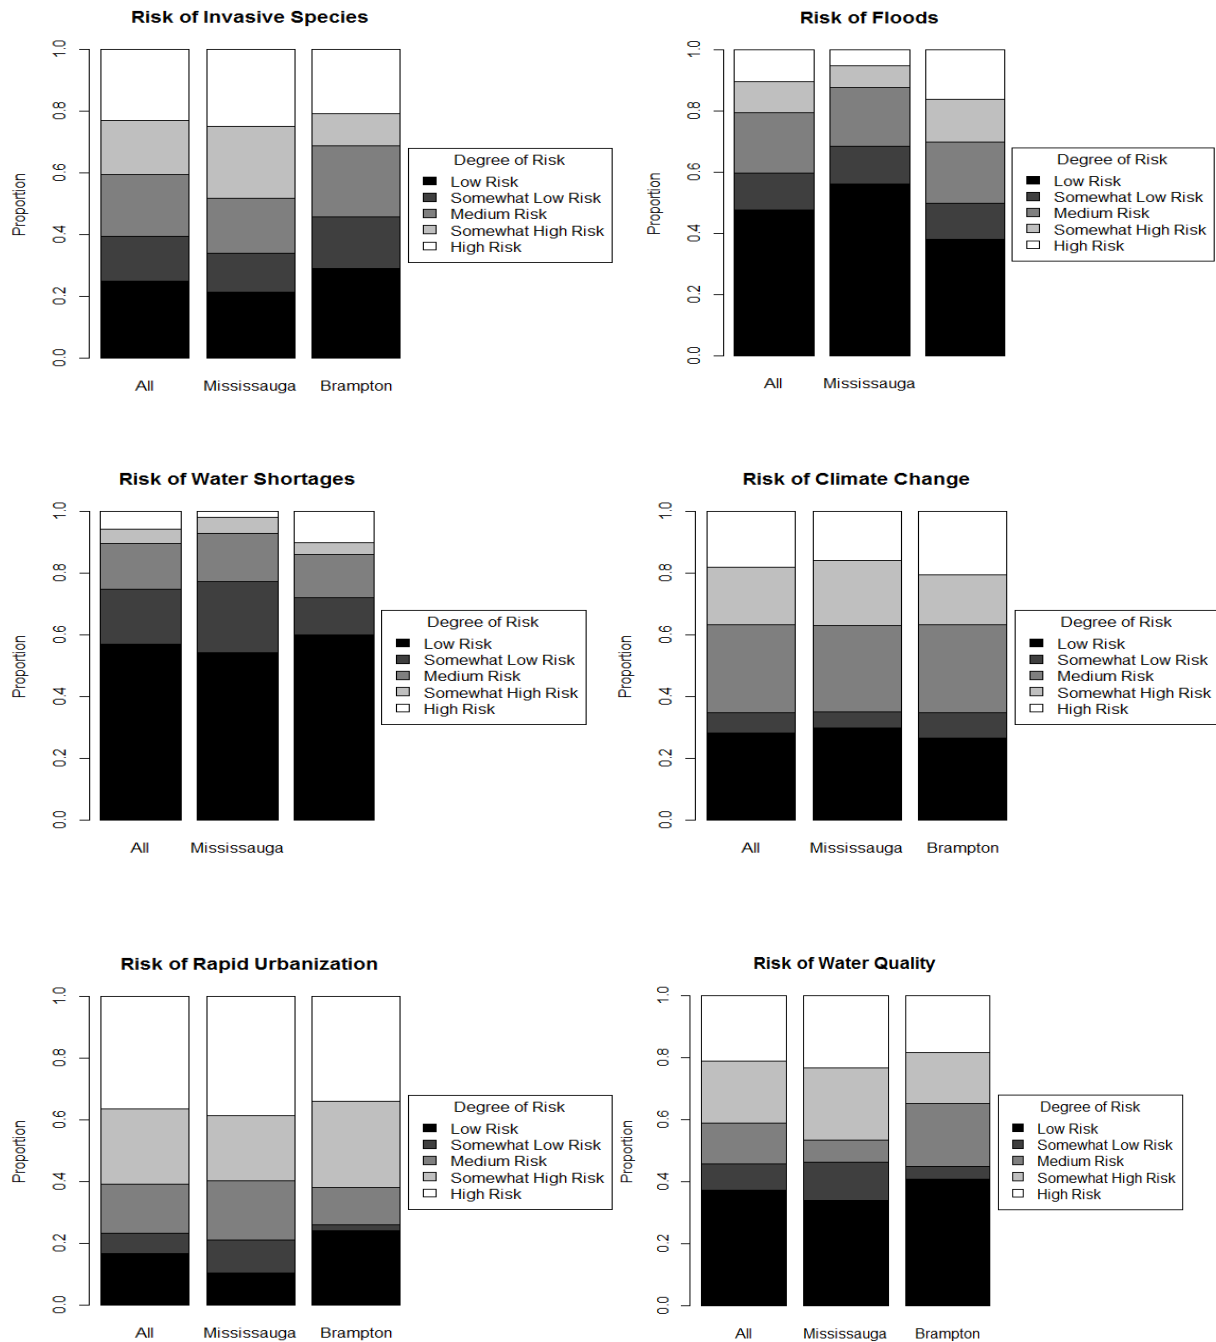 Risk of Invasive Species
Proportion
0.0 0.2 0.4 0.6 0.8 1.0
All Mississauga Brampton
Degree of Risk
Low Risk
Somewhat Low Risk
Medium Risk
Somewhat High Risk
High Risk
Risk of Floods
Proportion
0.0 0.2 0.4 0.6 0.8 1.0
All Mississauga
Degree of Risk
Low Risk
Somewhat Low Risk
Medium Risk
Somewhat High Risk
High Risk
Risk of Water Shortages
Proportion
0.0 0.2 0.4 0.6 0.8 1.0
All Mississauga
Degree of Risk
Low Risk
Somewhat Low Risk
Medium Risk
Somewhat High Risk
High Risk
Risk of Climate Change
Proportion
0.0 0.2 0.4 0.6 0.8 1.0
All Mississauga Brampton
Degree of Risk
Low Risk
Somewhat Low Risk
Medium Risk
Somewhat High Risk
High Risk
Risk of Rapid Urbanization
Proportion
0.0 0.2 0.4 0.6 0.8 1.0
All Mississauga Brampton
Degree of Risk
Low Risk
Somewhat Low Risk
Medium Risk
Somewhat High Risk
High Risk
Risk of Water Quality
Proportion
0.0 0.2 0.4 0.6 0.8 1.0
All Mississauga Brampton
Degree of Risk
Low Risk
Somewhat Low Risk
Medium Risk
Somewhat High Risk
High Risk